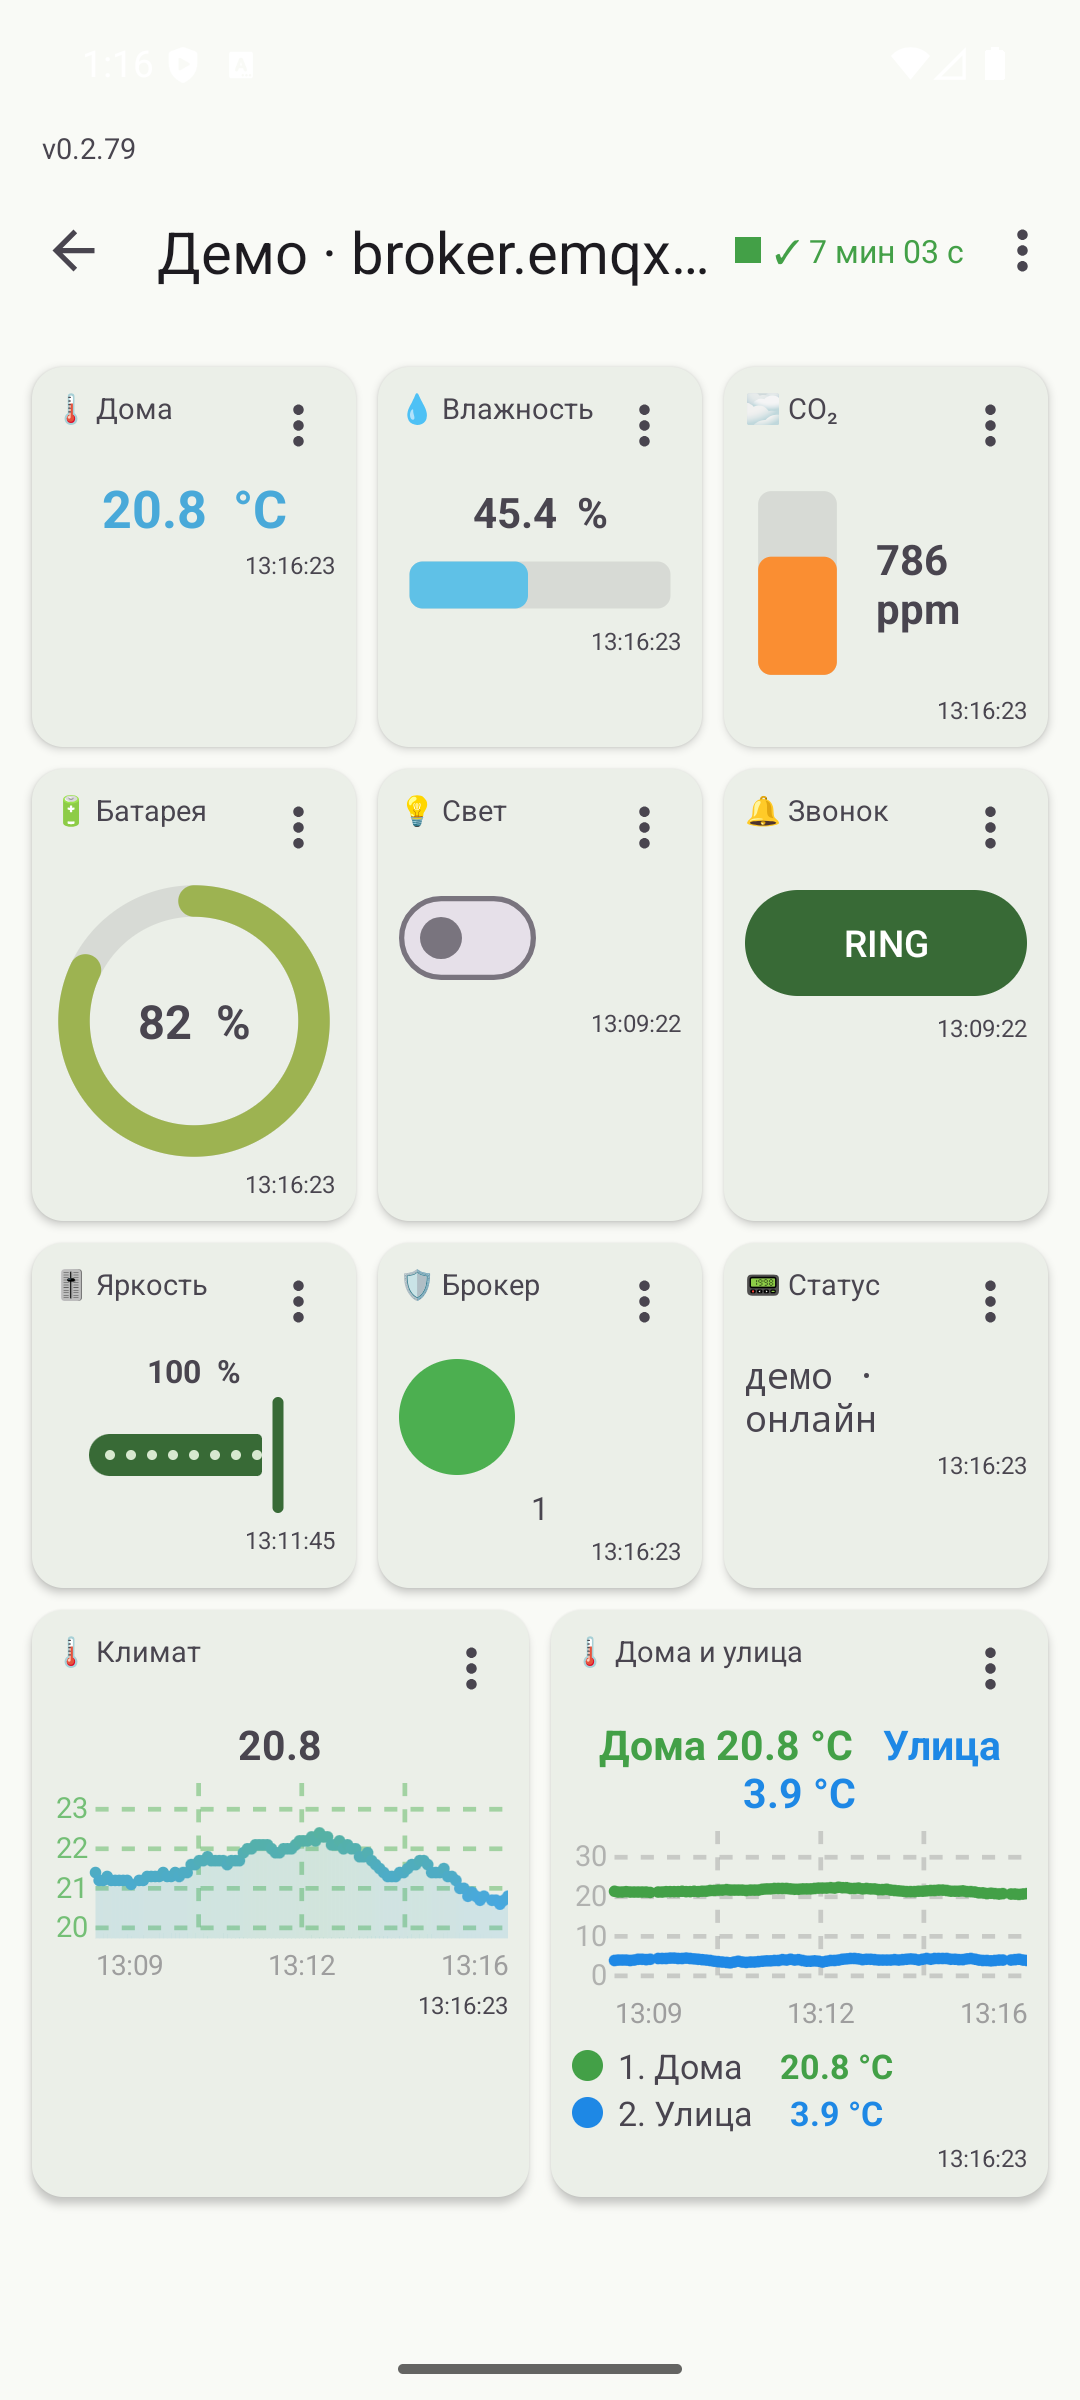 1:16
v0.2.79
Демо · broker.emqx... ✓ 7 мин 03 с
Дома
20.8 °C
13:16:23
Влажность
45.4 %
13:16:23
CO₂
786
ppm
13:16:23
Батарея
82 %
13:16:23
Свет
13:09:22
Звонок
RING
13:09:22
Яркость
100 %
13:11:45
Брокер
1
13:16:23
Статус
демо ·
онлайн
13:16:23
Климат
20.8
23
22
21
20
13:09 13:12 13:16
13:16:23
Дома и улица
Дома 20.8 °C Улица
3.9 °C
30
20
10
0
13:09 13:12 13:16
1. Дома 20.8 °C
2. Улица 3.9 °C
13:16:23